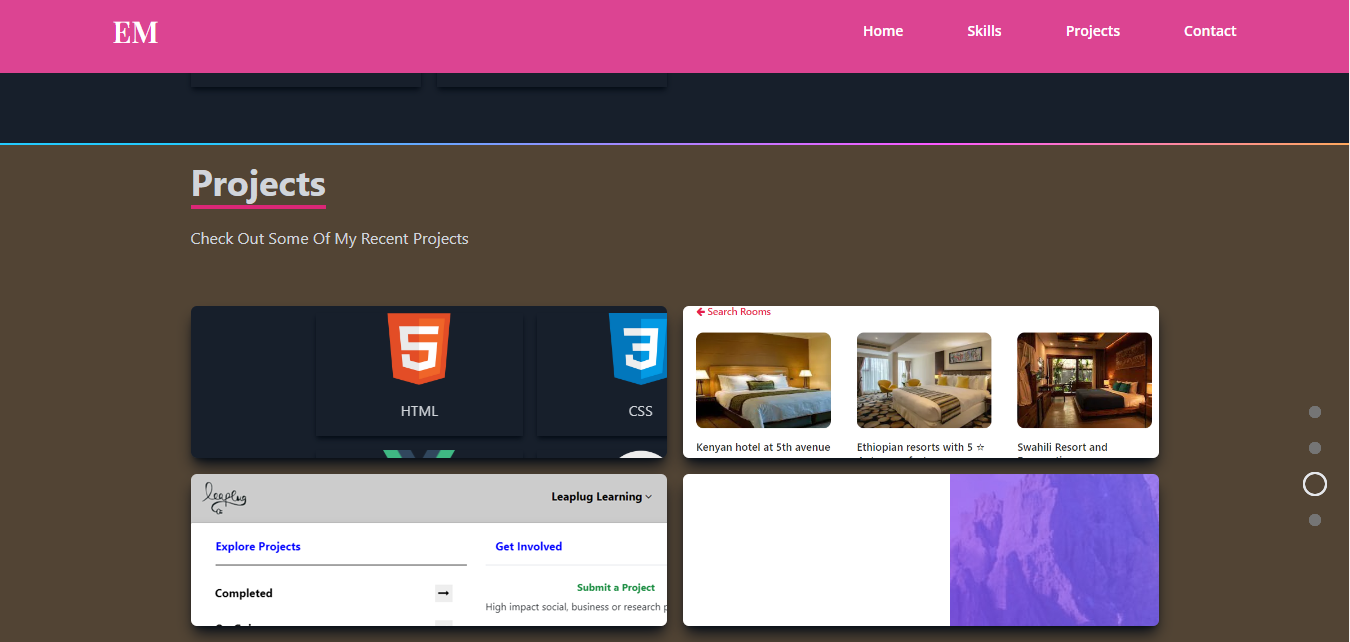 EM
Home Skills Projects Contact
Projects
Check Out Some Of My Recent Projects
HTML
CSS
Search Rooms
Kenyan hotel at 5th avenue
Ethiopian resorts with 5 ☆
Swahili Resort and
leaplug
Leaplug Learning
Explore Projects
Get Involved
Completed
Submit a Project
High impact social, business or research